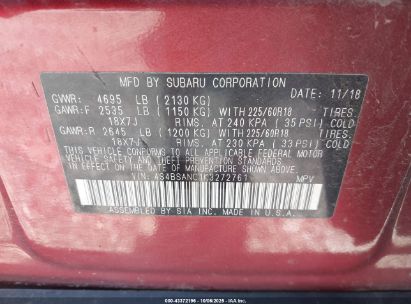 MFD BY SUBARU CORPORATION DATE: 11/18
GVWR: 4695 LB (2130 KG)
GAWR:F 2535 LB (1150 KG) WITH 225/60R18 TIRES.
18X7J RIMS. AT 240 KPA (35 PSI) COLD
GAWR:R 2645 LB (1200 KG) WITH 225/60R18 TIRES.
18X7J RIMS. AT 230 KPA (33 PSI) COLD
THIS VEHICLE CONFORMS TO ALL APPLICABLE FEDERAL MOTOR
VEHICLE SAFETY, BUMPER AND THEFT PREVENTION STANDARDS
IN EFFECT ON THE DATE OF MANUFACTURE SHOWN ABOVE.
V.I.N: 4S4BSANC1K3272761 MPV
ASSEMBLED BY SIA INC. MADE IN U.S.A.